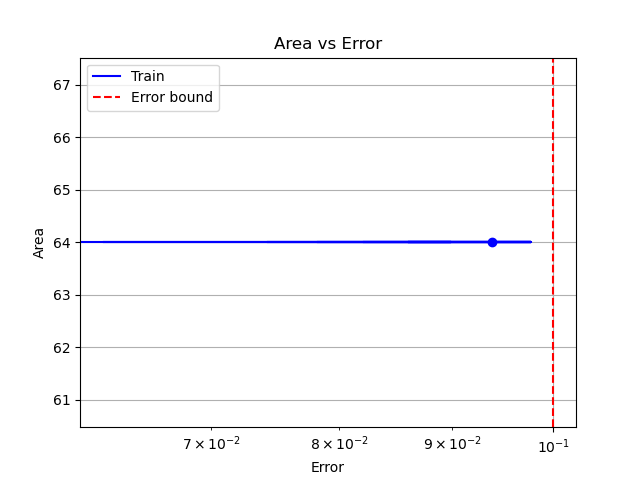 Area vs Error
Train
Error bound
67
66
65
64
63
62
61
Area
7 × 10⁻²
8 × 10⁻²
9 × 10⁻²
10⁻¹
Error